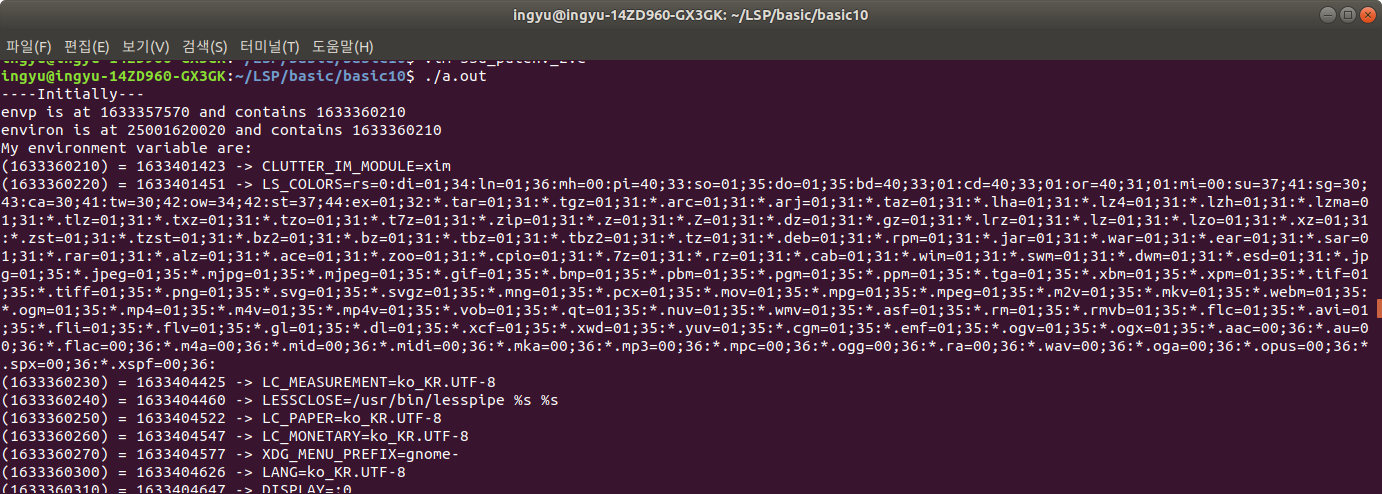 ingyu@ingyu-14ZD960-GX3GK: ~/LSP/basic/basic10
파일(F) 편집(E) 보기(V) 검색(S) 터미널(T) 도움말(H)
ingyu@ingyu-14ZD960-GX3GK:~/LSP/basic/basic10$
ingyu@ingyu-14ZD960-GX3GK:~/LSP/basic/basic10$ ./a.out
----Initially---
envp is at 1633357570 and contains 1633360210
environ is at 25001620020 and contains 1633360210
My environment variable are:
(1633360210) = 1633401423 -> CLUTTER_IM_MODULE=xim
(1633360220) = 1633401451 -> LS_COLORS=rs=0:di=01;34:ln=01;36:mh=00:pi=40;33:so=01;35:do=01;35:bd=40;33;01:cd=40;33;01:or=40;31;01:mi=00:su=37;41:sg=30;
43:ca=30;41:tw=30;42:ow=34;42:st=37;44:ex=01;32:*.tar=01;31:*.tgz=01;31:*.arc=01;31:*.arj=01;31:*.taz=01;31:*.lha=01;31:*.lz4=01;31:*.lzh=01;31:*.lzma=0
1;31:*.tlz=01;31:*.txz=01;31:*.tzo=01;31:*.t7z=01;31:*.zip=01;31:*.z=01;31:*.Z=01;31:*.dz=01;31:*.gz=01;31:*.lrz=01;31:*.lz=01;31:*.lzo=01;31:*.xz=01;31
:*.zst=01;31:*.tzst=01;31:*.bz2=01;31:*.bz=01;31:*.tbz=01;31:*.tbz2=01;31:*.tz=01;31:*.deb=01;31:*.rpm=01;31:*.jar=01;31:*.war=01;31:*.ear=01;31:*.sar=0
1;31:*.rar=01;31:*.alz=01;31:*.ace=01;31:*.zoo=01;31:*.cpio=01;31:*.7z=01;31:*.rz=01;31:*.cab=01;31:*.wim=01;31:*.swm=01;31:*.dwm=01;31:*.esd=01;31:*.jp
g=01;35:*.jpeg=01;35:*.mjpg=01;35:*.mjpeg=01;35:*.gif=01;35:*.bmp=01;35:*.pbm=01;35:*.pgm=01;35:*.ppm=01;35:*.tga=01;35:*.xbm=01;35:*.xpm=01;35:*.tif=01
;35:*.tiff=01;35:*.png=01;35:*.svg=01;35:*.svgz=01;35:*.mng=01;35:*.pcx=01;35:*.mov=01;35:*.mpg=01;35:*.mpeg=01;35:*.m2v=01;35:*.mkv=01;35:*.webm=01;35:
*.ogm=01;35:*.mp4=01;35:*.m4v=01;35:*.mp4v=01;35:*.vob=01;35:*.qt=01;35:*.nuv=01;35:*.wmv=01;35:*.asf=01;35:*.rm=01;35:*.rmvb=01;35:*.flc=01;35:*.avi=01
;35:*.fli=01;35:*.flv=01;35:*.gl=01;35:*.dl=01;35:*.xcf=01;35:*.xwd=01;35:*.yuv=01;35:*.cgm=01;35:*.emf=01;35:*.ogv=01;35:*.ogx=01;35:*.aac=00;36:*.au=0
0;36:*.flac=00;36:*.m4a=00;36:*.mid=00;36:*.midi=00;36:*.mka=00;36:*.mp3=00;36:*.mpc=00;36:*.ogg=00;36:*.ra=00;36:*.wav=00;36:*.oga=00;36:*.opus=00;36:*
.spx=00;36:*.xspf=00;36:
(1633360230) = 1633404425 -> LC_MEASUREMENT=ko_KR.UTF-8
(1633360240) = 1633404460 -> LESSCLOSE=/usr/bin/lesspipe %s %s
(1633360250) = 1633404522 -> LC_PAPER=ko_KR.UTF-8
(1633360260) = 1633404547 -> LC_MONETARY=ko_KR.UTF-8
(1633360270) = 1633404577 -> XDG_MENU_PREFIX=gnome-
(1633360300) = 1633404626 -> LANG=ko_KR.UTF-8
(1633360310) = 1633404647 -> DISPLAY=:0